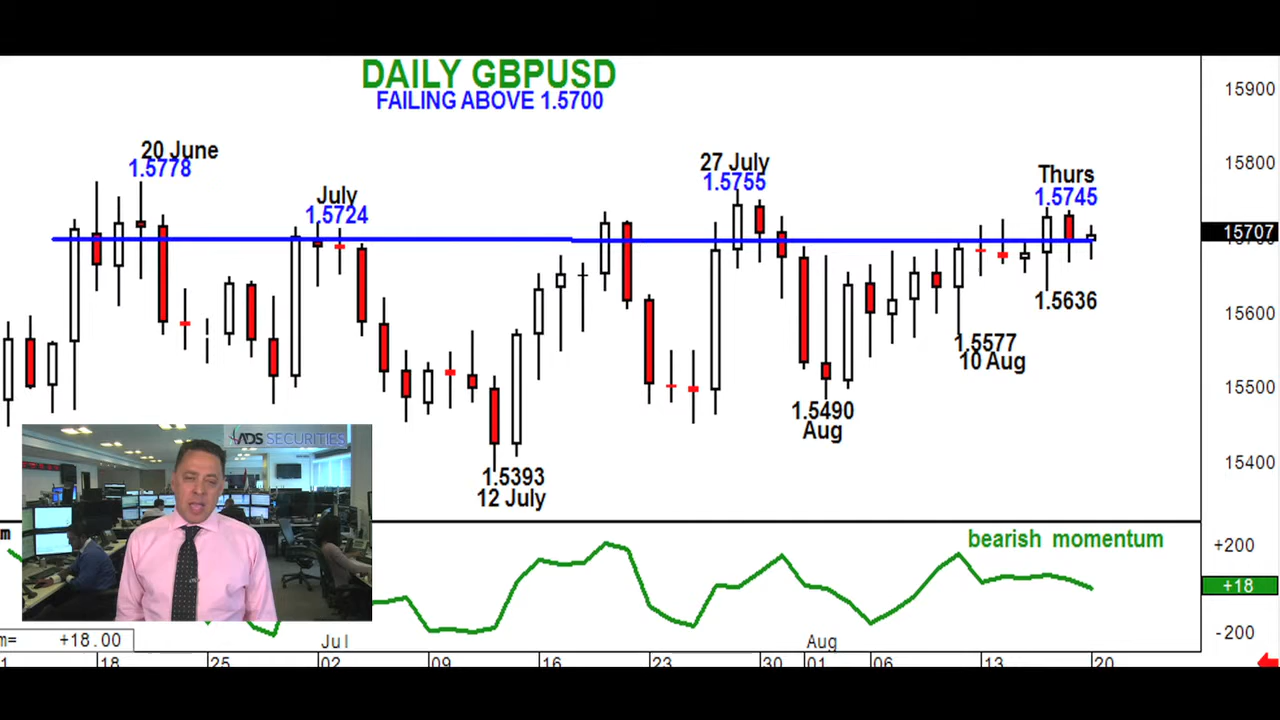 DAILY GBPUSD
FAILING ABOVE 1.5700
15900
20 June
1.5778
27 July
1.5755
15800
Thurs
1.5745
July
1.5724
15707
1.5636
15600
1.5577
10 Aug
15500
1.5490
Aug
ADS SECURITIES
15400
1.5393
12 July
m
bearish momentum
+200
+18
-200
m= +18.00
Jul
Aug
18
25
02
09
16
23
30
01
06
13
20